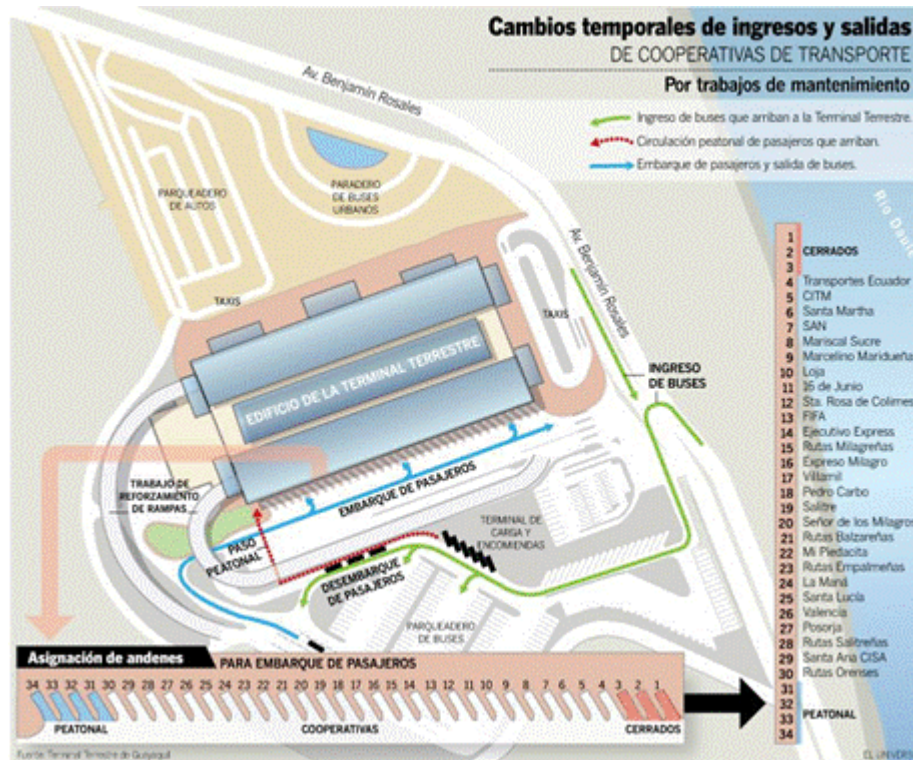 Cambios temporales de ingresos y salidas
DE COOPERATIVAS DE TRANSPORTE
Por trabajos de mantenimiento
Ingreso de buses que arriban a la Terminal Terrestre.
Circulación peatonal de pasajeros que arriban.
Embarque de pasajeros y salida de buses.
Av. Benjamín Rosales
PARQUEADERO
DE AUTOS
PARADERO
DE BUSES
URBANOS
Río Daule
Av. Benjamín Rosales
TAXIS
TAXIS
EDIFICIO DE LA TERMINAL TERRESTRE
INGRESO
DE BUSES
TRABAJO DE
REFORZAMIENTO
DE RAMPAS
EMBARQUE DE PASAJEROS
PASO
PEATONAL
TERMINAL DE
CARGA Y
ENCOMIENDAS
DESEMBARQUE
DE PASAJEROS
PARQUEADERO
DE BUSES
1
2 CERRADOS
3
4 Transportes Ecuador
5 CITM
6 Santa Martha
7 SAN
8 Mariscal Sucre
9 Marcelino Maridueña
10 Loja
11 16 de Junio
12 Sta. Rosa de Colimes
13 FIFA
14 Ejecutivo Express
15 Rutas Milagreñas
16 Expreso Milagro
17 Villamil
18 Pedro Carbo
19 Salitre
20 Señor de los Milagros
21 Rutas Balzareñas
22 Mi Piedacita
23 Rutas Empalmeñas
24 La Maná
25 Santa Lucía
26 Valencia
27 Posorja
28 Rutas Salitreñas
29 Santa Ana CISA
30 Rutas Orenses
31
32
33 PEATONAL
34
Asignación de andenes PARA EMBARQUE DE PASAJEROS
34 33 32 31 30 29 28 27 26 25 24 23 22 21 20 19 18 17 16 15 14 13 12 11 10 9 8 7 6 5 4 3 2 1
PEATONAL COOPERATIVAS CERRADOS
Fuente: Terminal Terrestre de Guayaquil
EL UNIVERSO